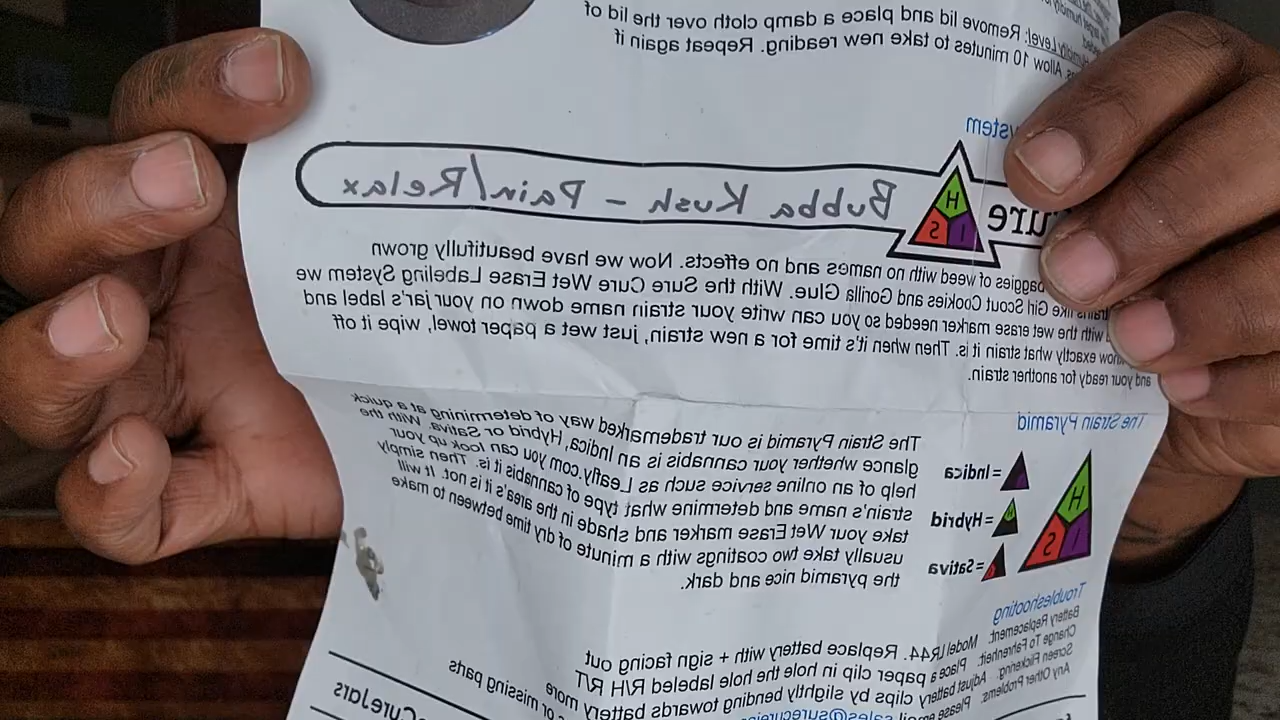 Level: Remove lid and place a damp cloth over the lid of
Allow 10 minutes to take new reading. Repeat again if
ystem
ure H I S Bubba Kush - Pain/Relax
baggies of weed with no names and no effects. Now we have beautifully grown
like Girl Scout Cookies and Gorilla Glue. With the Sure Cure Wet Erase Labeling System we
with the wet erase marker needed so you can write your strain name down on your jar's label and
know exactly what strain it is. Then when it's time for a new strain, just wet a paper towel, wipe it off
and your ready for another strain.
The Strain Pyramid
H I S
=Indica
=Hybrid
=Sativa
The Strain Pyramid is our trademarked way of determining at a quick
glance whether your cannabis is an Indica, Hybrid or Sativa. With the
help of an online service such as Leafly.com you can look up your
strain's name and determine what type of cannabis it is. Then simply
take your Wet Erase marker and shade in the area's it is not. It will
usually take two coatings with a minute of dry time between to make
the pyramid nice and dark.
Troubleshooting
Battery Replacement: Model LR44. Replace battery with + sign facing out
Change To Fahrenheit: Place a paper clip in hole the hole labeled R/H R/T
Screen Flickering: Adjust battery clips by slightly bending towards battery more
Any Other Problems: Please email sales@surecure or missing parts
CureJars